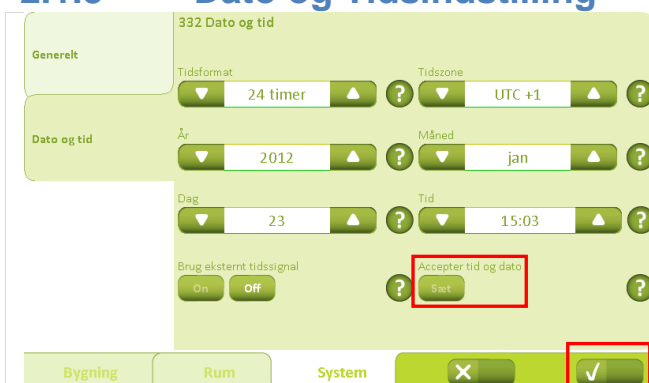 Dato og Tidsindstilling
332 Dato og tid
Generelt
Dato og tid
Tidsformat
Tidszone
24 timer
?
UTC +1
?
År
Måned
2012
?
jan
?
Dag
Tid
23
?
15:03
?
Brug eksternt tidssignal
Accepter tid og dato
On
Off
?
Sæt
?
Bygning
Rum
System